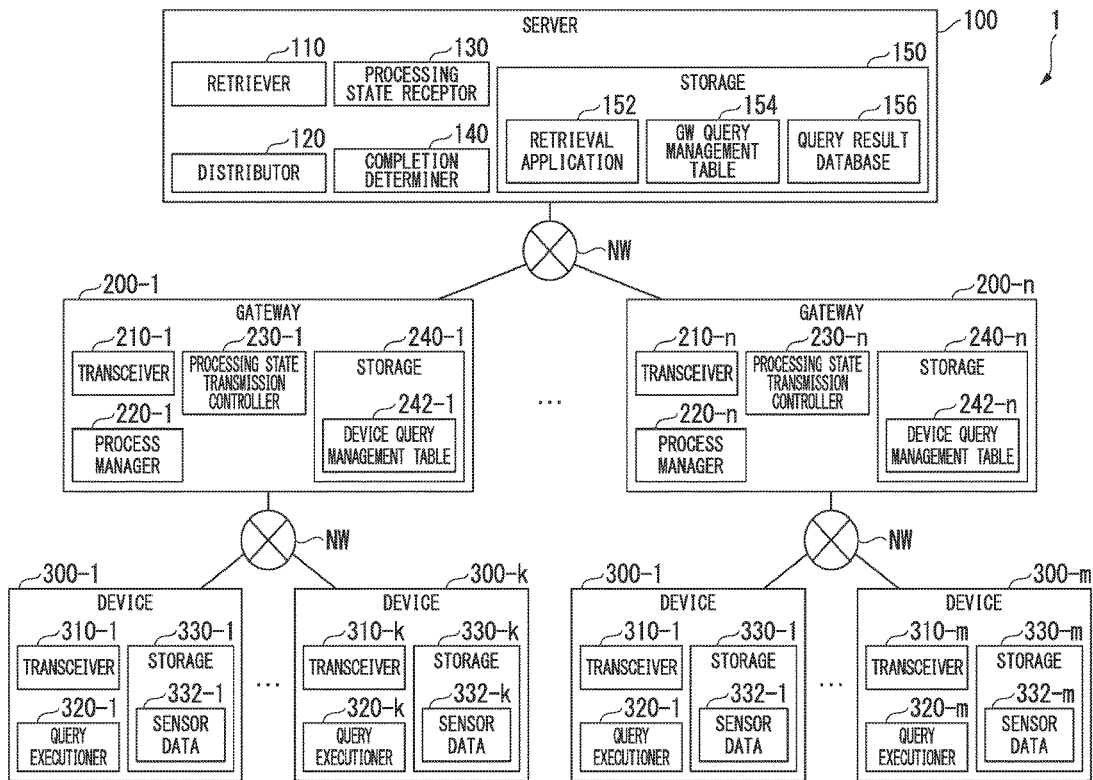 SERVER
100
1
110
RETRIEVER
130
PROCESSING
STATE RECEPTOR
150
STORAGE
152
RETRIEVAL
APPLICATION
154
GW QUERY
MANAGEMENT
TABLE
156
QUERY RESULT
DATABASE
120
DISTRIBUTOR
140
COMPLETION
DETERMINER
NW
200-1
GATEWAY
210-1
TRANSCEIVER
230-1
PROCESSING STATE
TRANSMISSION
CONTROLLER
240-1
STORAGE
220-1
PROCESS
MANAGER
242-1
DEVICE QUERY
MANAGEMENT TABLE
...
200-n
GATEWAY
210-n
TRANSCEIVER
230-n
PROCESSING STATE
TRANSMISSION
CONTROLLER
240-n
STORAGE
220-n
PROCESS
MANAGER
242-n
DEVICE QUERY
MANAGEMENT TABLE
NW
NW
300-1
DEVICE
310-1
TRANSCEIVER
330-1
STORAGE
320-1
QUERY
EXECUTIONER
332-1
SENSOR
DATA
...
300-k
DEVICE
310-k
TRANSCEIVER
330-k
STORAGE
320-k
QUERY
EXECUTIONER
332-k
SENSOR
DATA
300-1
DEVICE
310-1
TRANSCEIVER
330-1
STORAGE
320-1
QUERY
EXECUTIONER
332-1
SENSOR
DATA
...
300-m
DEVICE
310-m
TRANSCEIVER
330-m
STORAGE
320-m
QUERY
EXECUTIONER
332-m
SENSOR
DATA